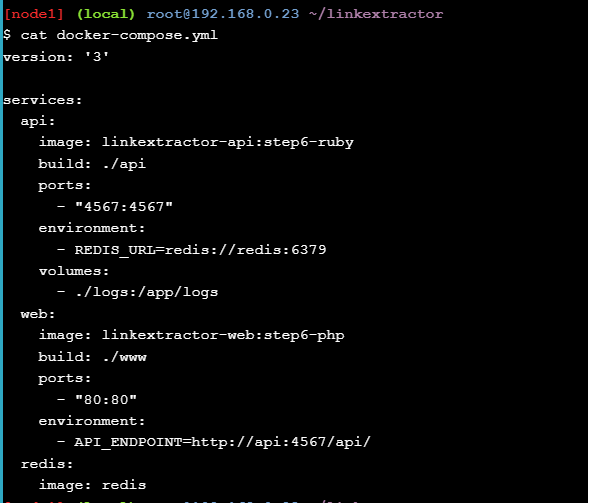 [node1] (local) root@192.168.0.23 ~/linkextractor
$ cat docker-compose.yml
version: '3'

services:
  api:
    image: linkextractor-api:step6-ruby
    build: ./api
    ports:
      - "4567:4567"
    environment:
      - REDIS_URL=redis://redis:6379
    volumes:
      - ./logs:/app/logs
  web:
    image: linkextractor-web:step6-php
    build: ./www
    ports:
      - "80:80"
    environment:
      - API_ENDPOINT=http://api:4567/api/
  redis:
    image: redis